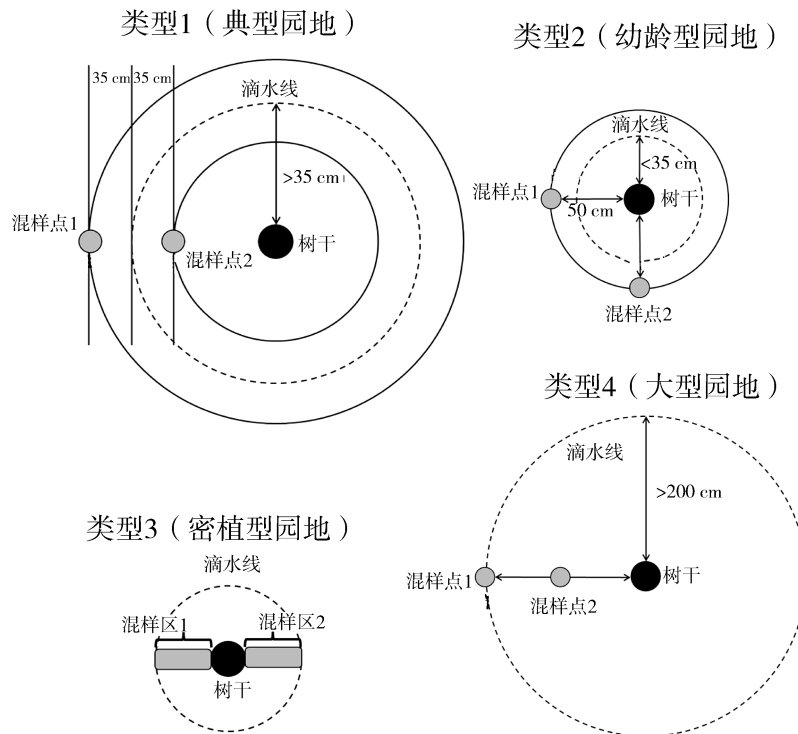 类型1（典型园地）
35 cm
35 cm
滴水线
>35 cm
混样点1
混样点2
树干
类型2（幼龄型园地）
滴水线
<35 cm
混样点1
50 cm
树干
混样点2
类型3（密植型园地）
滴水线
混样区1
混样区2
树干
类型4（大型园地）
滴水线
>200 cm
混样点1
混样点2
树干